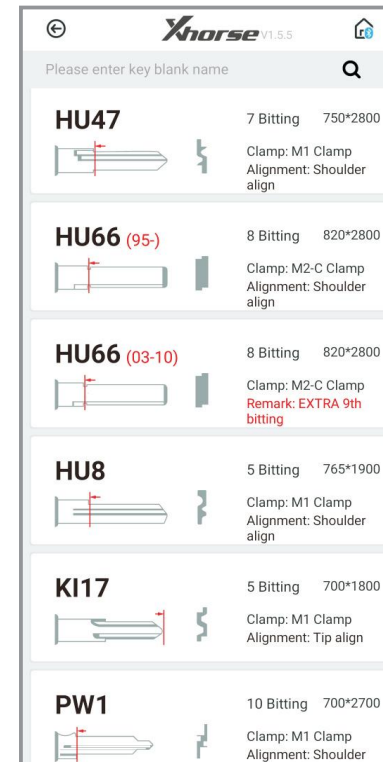 Xhorse V1.5.5
Please enter key blank name
HU47
7 Bitting 750*2800
Clamp: M1 Clamp
Alignment: Shoulder
align
HU66 (95-)
8 Bitting 820*2800
Clamp: M2-C Clamp
Alignment: Shoulder
align
HU66 (03-10)
8 Bitting 820*2800
Clamp: M2-C Clamp
Remark: EXTRA 9th
bitting
HU8
5 Bitting 765*1900
Clamp: M1 Clamp
Alignment: Shoulder
align
KI17
5 Bitting 700*1800
Clamp: M1 Clamp
Alignment: Tip align
PW1
10 Bitting 700*2700
Clamp: M1 Clamp
Alignment: Shoulder